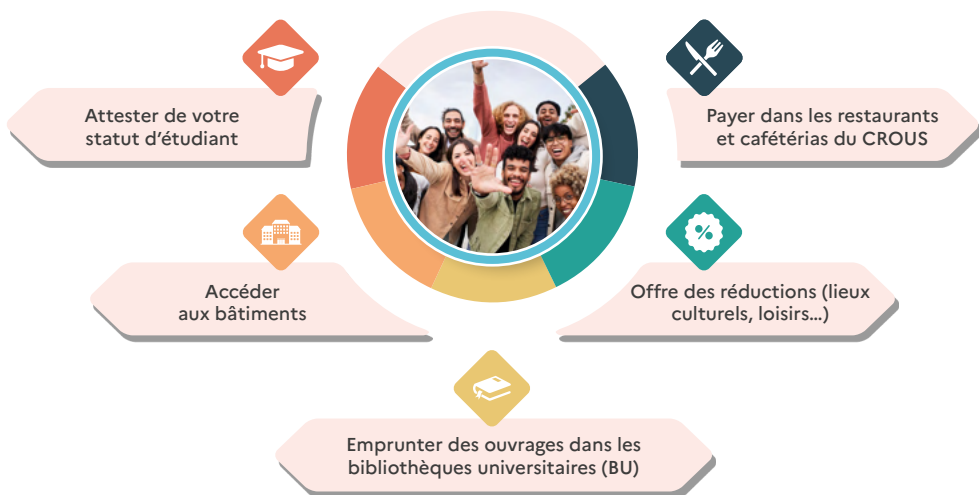 Attester de votre
statut d'étudiant
Payer dans les restaurants
et cafétérias du CROUS
Accéder
aux bâtiments
%
Offre des réductions (lieux
culturels, loisirs...)
Emprunter des ouvrages dans les
bibliothèques universitaires (BU)